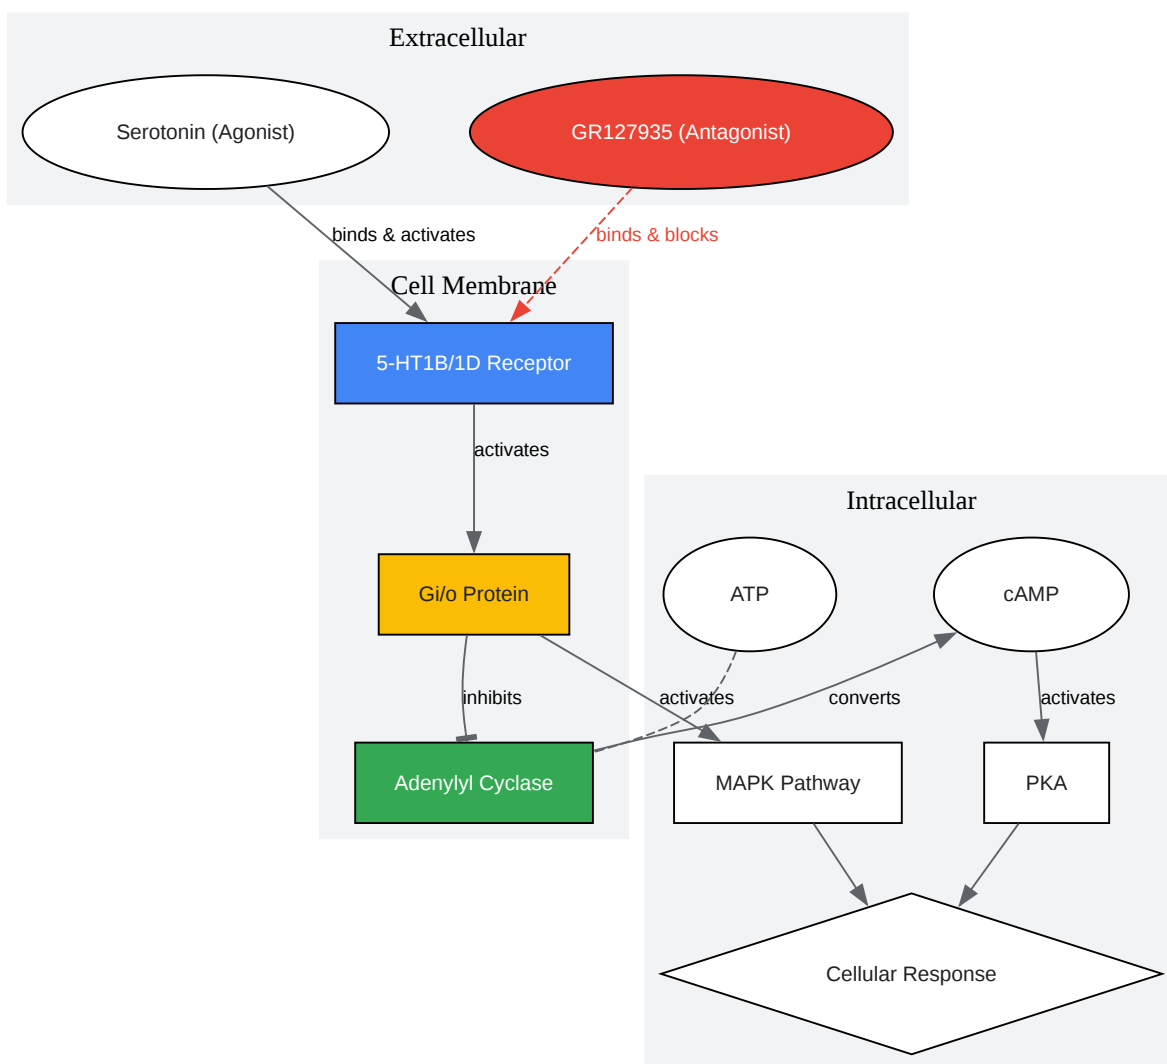 Extracellular
Serotonin (Agonist)
GR127935 (Antagonist)
binds & activates
binds & blocks
Cell Membrane
5-HT1B/1D Receptor
activates
Intracellular
Gi/o Protein
ATP
cAMP
inhibits
activates
converts
activates
Adenylyl Cyclase
MAPK Pathway
PKA
Cellular Response